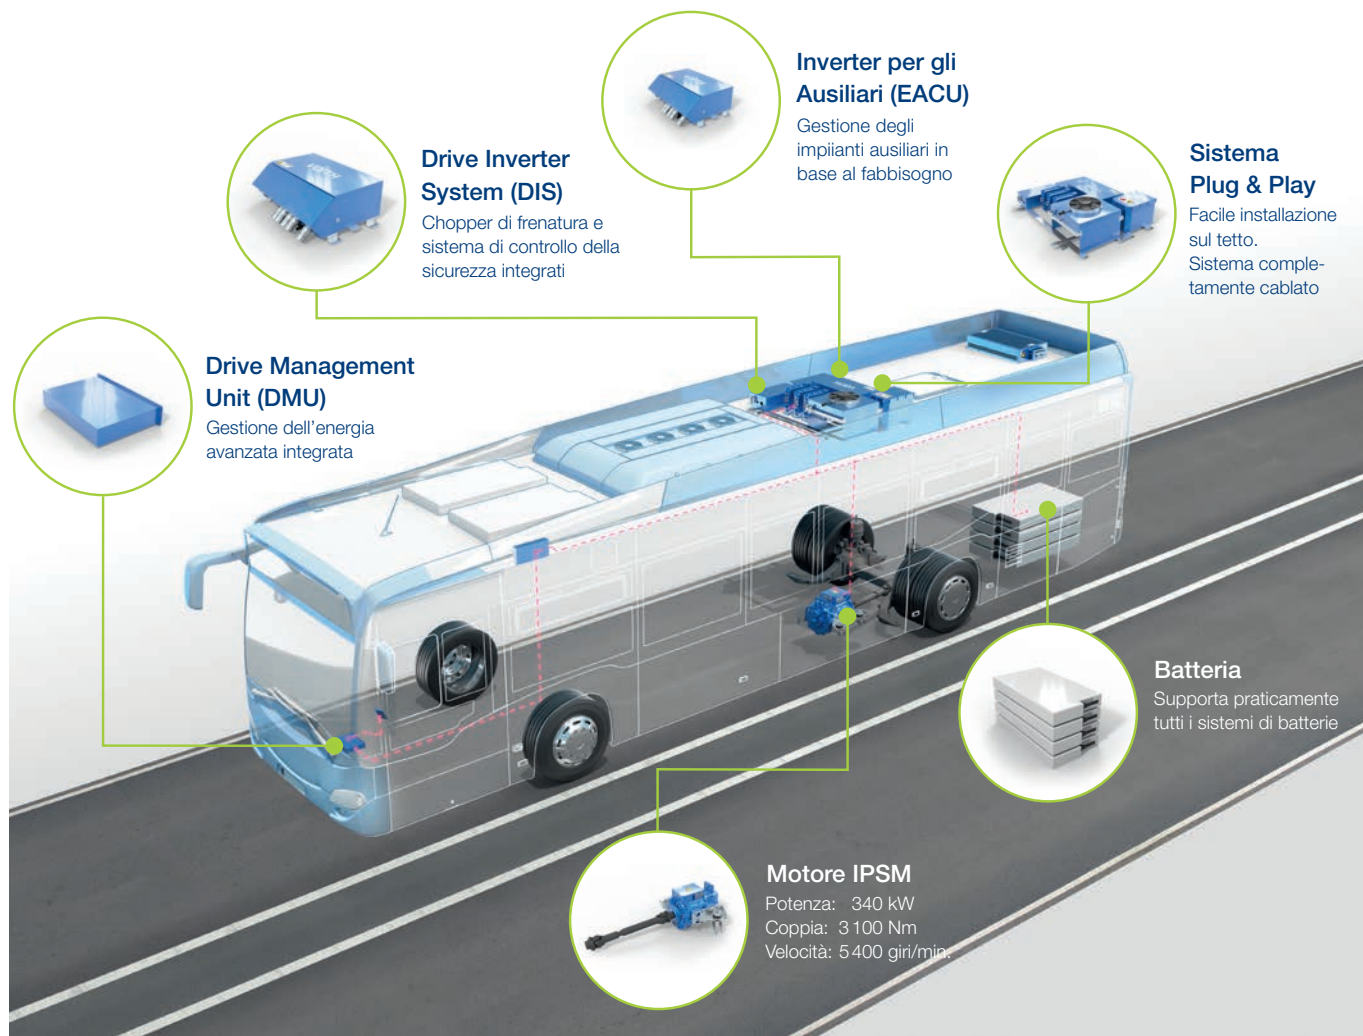 Inverter per gli
Ausiliari (EACU)
Gestione degli
impiianti ausiliari in
base al fabbisogno
Drive Inverter
System (DIS)
Chopper di frenatura e
sistema di controllo della
sicurezza integrati
Sistema
Plug & Play
Facile installazione
sul tetto.
Sistema comple-
tamente cablato
Drive Management
Unit (DMU)
Gestione dell’energia
avanzata integrata
Batteria
Supporta praticamente
tutti i sistemi di batterie
Motore IPSM
Potenza: 340 kW
Coppia: 3 100 Nm
Velocità: 5 400 giri/min.